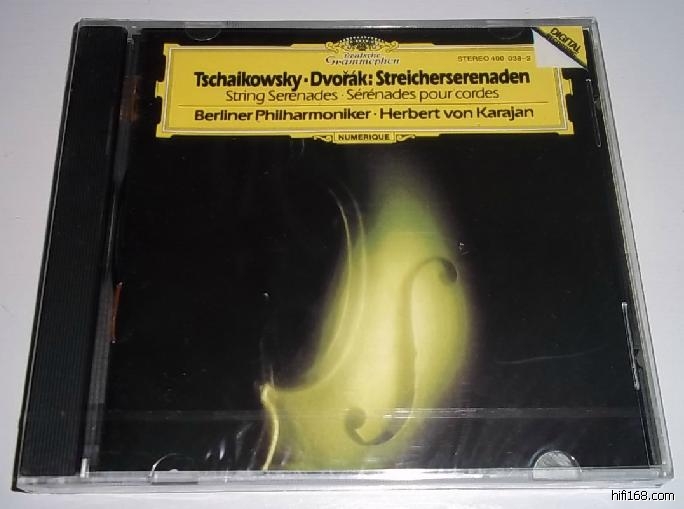 Deutsche
Grammophon
STEREO 400 038-2
DIGITAL
Tschaikowsky · Dvořák: Streicherserenaden
String Serenades · Sérénades pour cordes
Berliner Philharmoniker · Herbert von Karajan
NUMERIQUE
hifi168.com